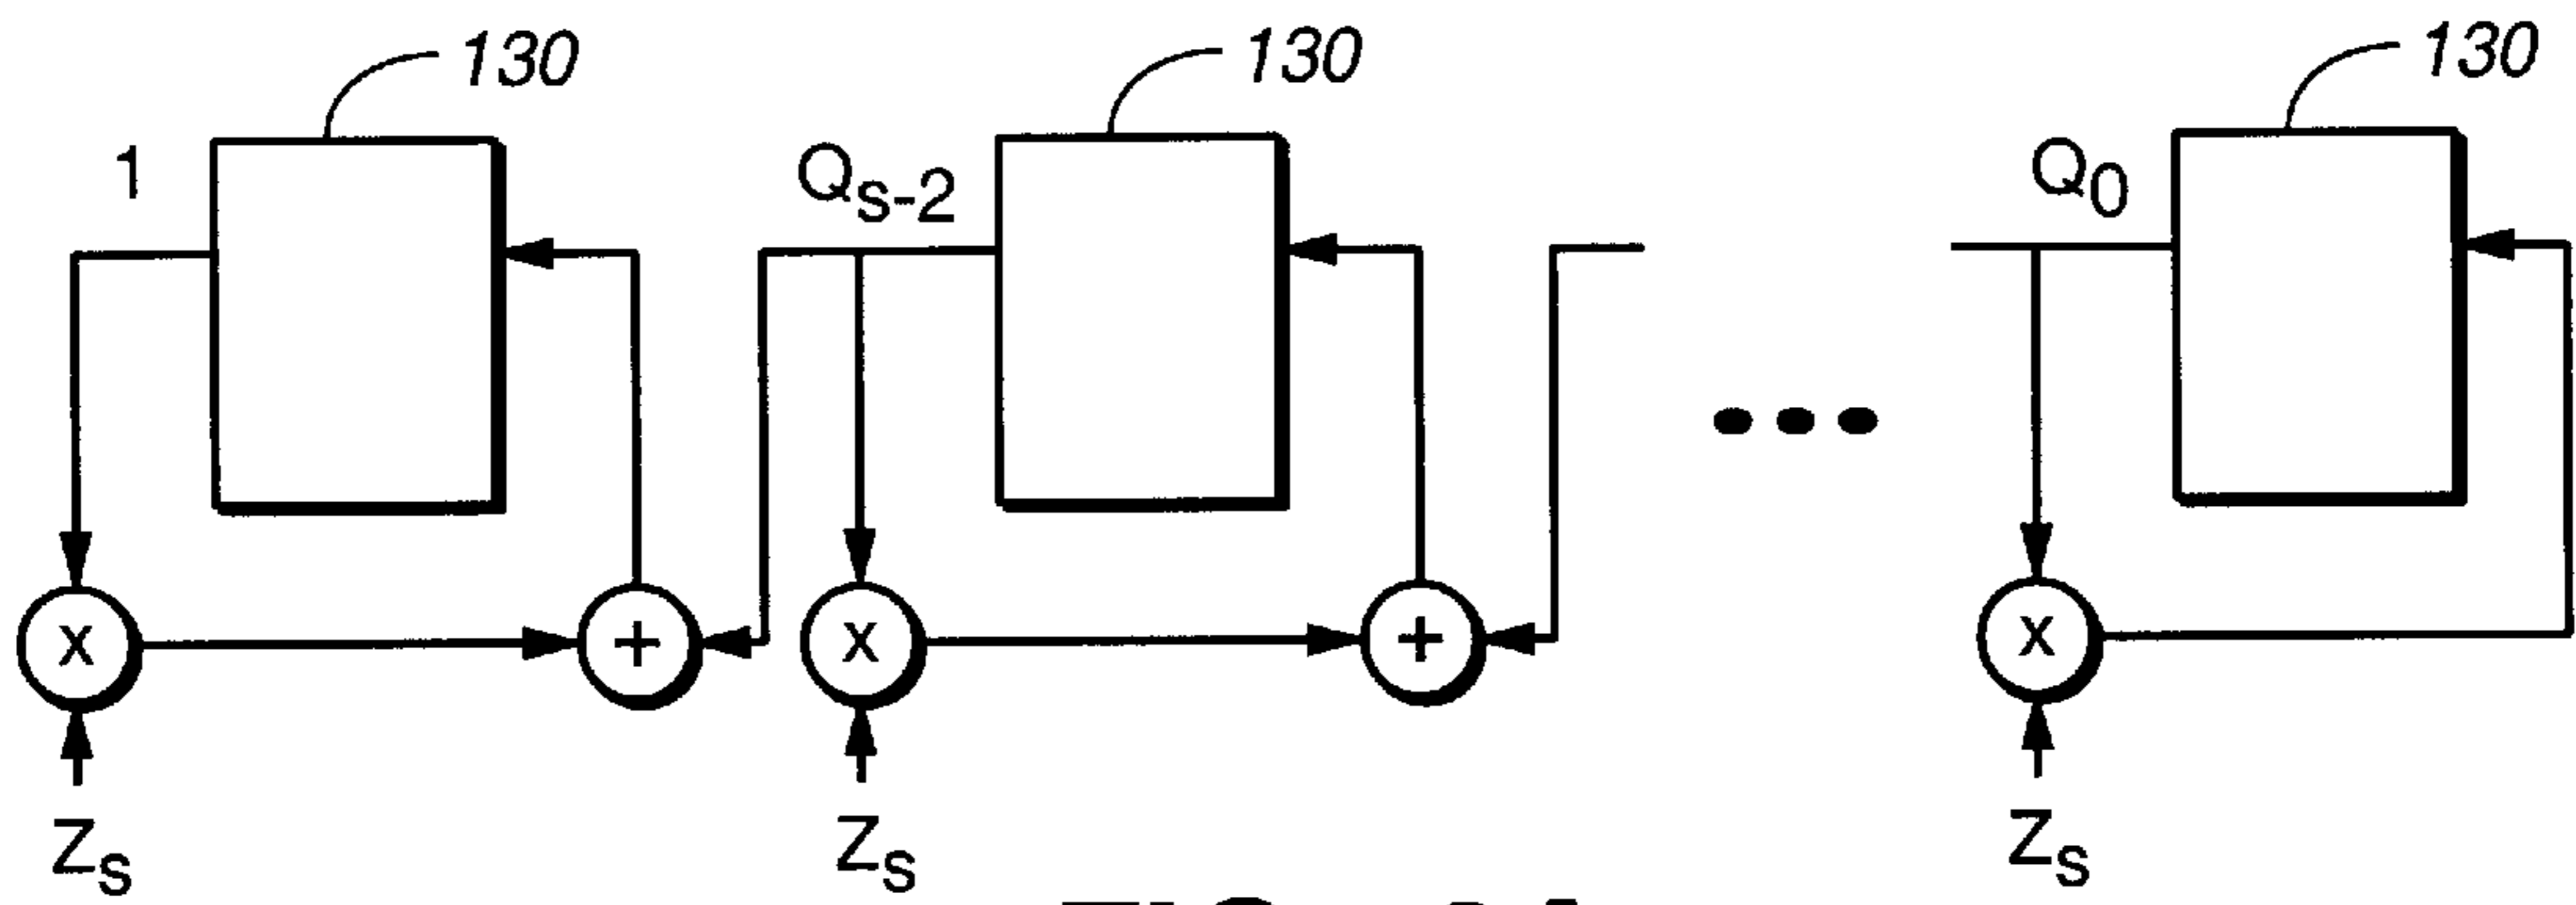 130 130 130
1 Q_{s-2} Q_0
x + x + x
Z_s Z_s Z_s